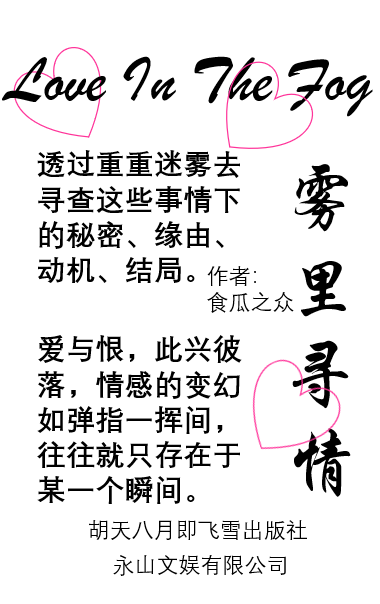 Love In The Fog
雾里寻情
透过重重迷雾去
寻查这些事情下
的秘密、缘由、
动机、结局。
作者:
食瓜之众
爱与恨，此兴彼
落，情感的变幻
如弹指一挥间，
往往就只存在于
某一个瞬间。
胡天八月即飞雪出版社
永山文娱有限公司